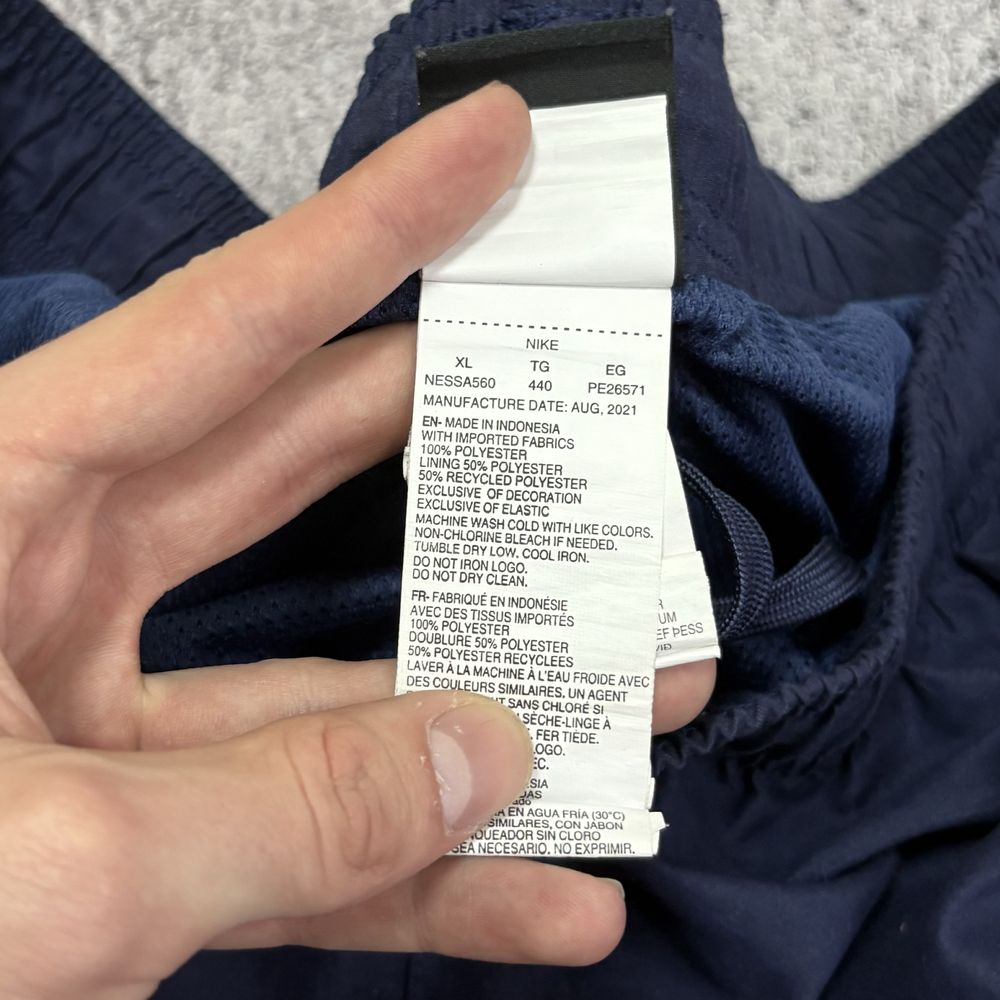 NIKE
XL TG EG
NESSA560 440 PE26571
MANUFACTURE DATE: AUG, 2021
EN- MADE IN INDONESIA
WITH IMPORTED FABRICS
100% POLYESTER
LINING 50% POLYESTER
50% RECYCLED POLYESTER
EXCLUSIVE OF DECORATION
EXCLUSIVE OF ELASTIC
MACHINE WASH COLD WITH LIKE COLORS.
NON-CHLORINE BLEACH IF NEEDED.
TUMBLE DRY LOW. COOL IRON.
DO NOT IRON LOGO.
DO NOT DRY CLEAN.
FR- FABRIQUÉ EN INDONÉSIE
AVEC DES TISSUS IMPORTÉS
100% POLYESTER
DOUBLURE 50% POLYESTER
50% POLYESTER RECYCLEES
LAVER À LA MACHINE À L'EAU FROIDE AVEC
DES COULEURS SIMILAIRES, UN AGENT
SANS CHLORÉ SI
SÈCHE-LINGE À
FER TIÈDE.
EN AGUA FRÍA (30°C)
SIMILARES, CON JABON
SIN CLORO
SEA NECESARIO. NO EXPRIMIR.
ÞESS